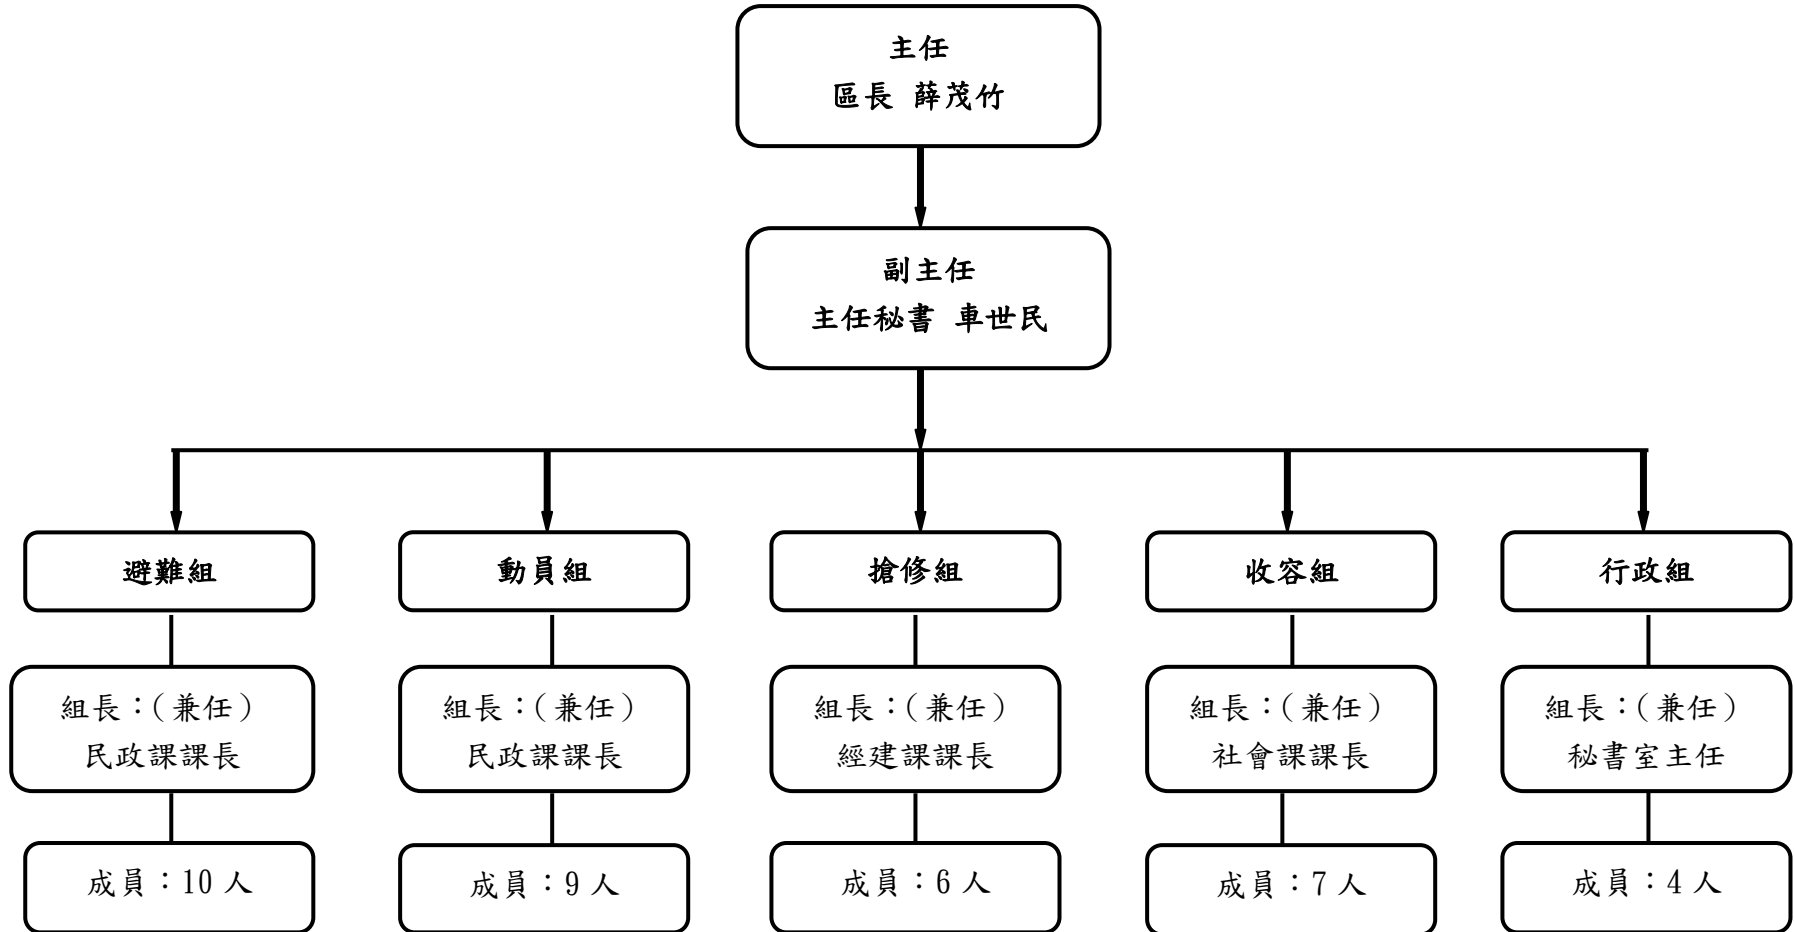 主任
區長 薛茂竹
副主任
主任秘書 車世民
避難組
動員組
搶修組
收容組
行政組
組長：(兼任)
民政課課長
組長：(兼任)
民政課課長
組長：(兼任)
經建課課長
組長：(兼任)
社會課課長
組長：(兼任)
秘書室主任
成員：10 人
成員：9 人
成員：6 人
成員：7 人
成員：4 人